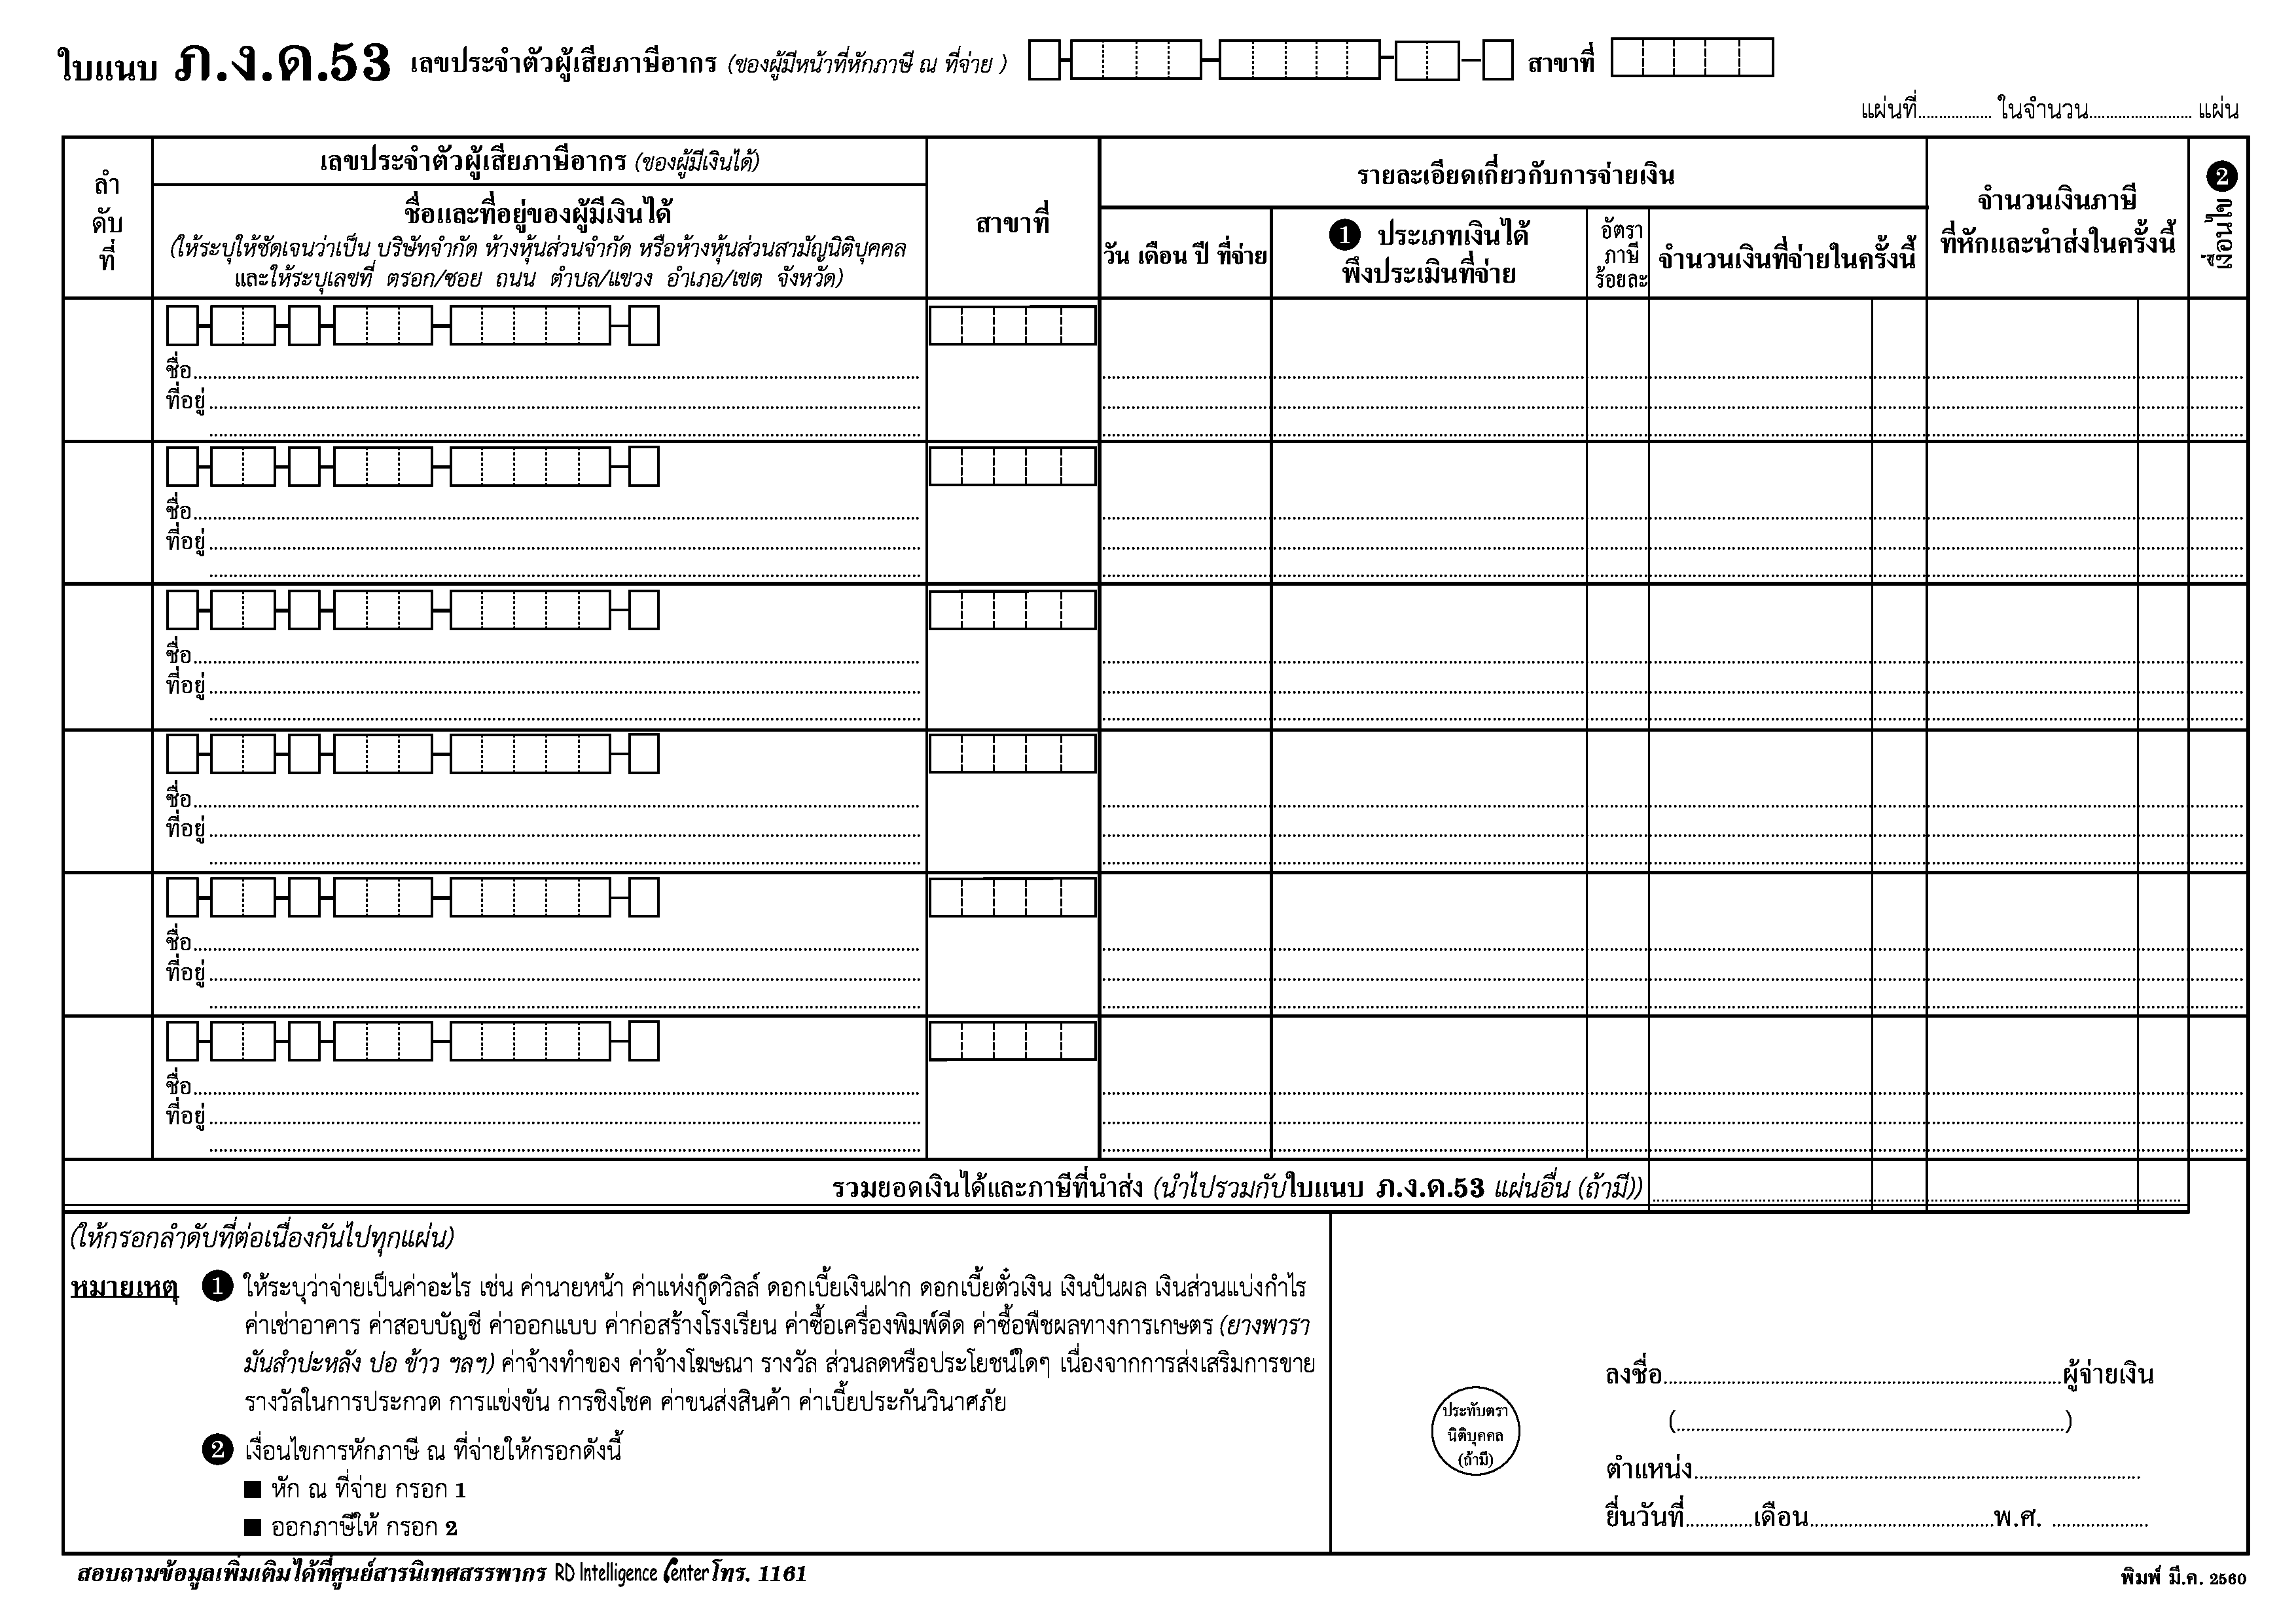 ใบแนบ ภ.ง.ด.53 เลขประจำตัวผู้เสียภาษีอากร (ของผู้มีหน้าที่หักภาษี ณ ที่จ่าย ) สาขาที่
แผ่นที่.................. ในจำนวน......................... แผ่น
ลำ
ดับ
ที่
เลขประจำตัวผู้เสียภาษีอากร (ของผู้มีเงินได้)
ชื่อและที่อยู่ของผู้มีเงินได้
(ให้ระบุให้ชัดเจนว่าเป็น บริษัทจำกัด ห้างหุ้นส่วนจำกัด หรือห้างหุ้นส่วนสามัญนิติบุคคล
และให้ระบุเลขที่ ตรอก/ซอย ถนน ตำบล/แขวง อำเภอ/เขต จังหวัด)
สาขาที่
รายละเอียดเกี่ยวกับการจ่ายเงิน
วัน เดือน ปี ที่จ่าย
1 ประเภทเงินได้
พึงประเมินที่จ่าย
อัตรา
ภาษี
ร้อยละ
จำนวนเงินที่จ่ายในครั้งนี้
จำนวนเงินภาษี
ที่หักและนำส่งในครั้งนี้
2
เงื่อนไข
ชื่อ
ที่อยู่
ชื่อ
ที่อยู่
ชื่อ
ที่อยู่
ชื่อ
ที่อยู่
ชื่อ
ที่อยู่
ชื่อ
ที่อยู่
รวมยอดเงินได้และภาษีที่นำส่ง (นำไปรวมกับใบแนบ ภ.ง.ด.53 แผ่นอื่น (ถ้ามี))
(ให้กรอกลำดับที่ต่อเนื่องกันไปทุกแผ่น)
หมายเหตุ 1 ให้ระบุว่าจ่ายเป็นค่าอะไร เช่น ค่านายหน้า ค่าแห่งกู๊ดวิลล์ ดอกเบี้ยเงินฝาก ดอกเบี้ยตั๋วเงิน เงินปันผล เงินส่วนแบ่งกำไร
ค่าเช่าอาคาร ค่าสอบบัญชี ค่าออกแบบ ค่าก่อสร้างโรงเรียน ค่าซื้อเครื่องพิมพ์ดีด ค่าซื้อพืชผลทางการเกษตร (ยางพารา
มันสำปะหลัง ปอ ข้าว ฯลฯ) ค่าจ้างทำของ ค่าจ้างโฆษณา รางวัล ส่วนลดหรือประโยชน์ใดๆ เนื่องจากการส่งเสริมการขาย
รางวัลในการประกวด การแข่งขัน การชิงโชค ค่าขนส่งสินค้า ค่าเบี้ยประกันวินาศภัย
2 เงื่อนไขการหักภาษี ณ ที่จ่ายให้กรอกดังนี้
■ หัก ณ ที่จ่าย กรอก 1
■ ออกภาษีให้ กรอก 2
ประทับตรา
นิติบุคคล
(ถ้ามี)
ลงชื่อ..................................................ผู้จ่ายเงิน
(..................................................)
ตำแหน่ง..................................................
ยื่นวันที่.............เดือน..............................พ.ศ. ....................
สอบถามข้อมูลเพิ่มเติมได้ที่ศูนย์สารนิเทศสรรพากร RD Intelligence Center โทร. 1161
พิมพ์ มี.ค. 2560